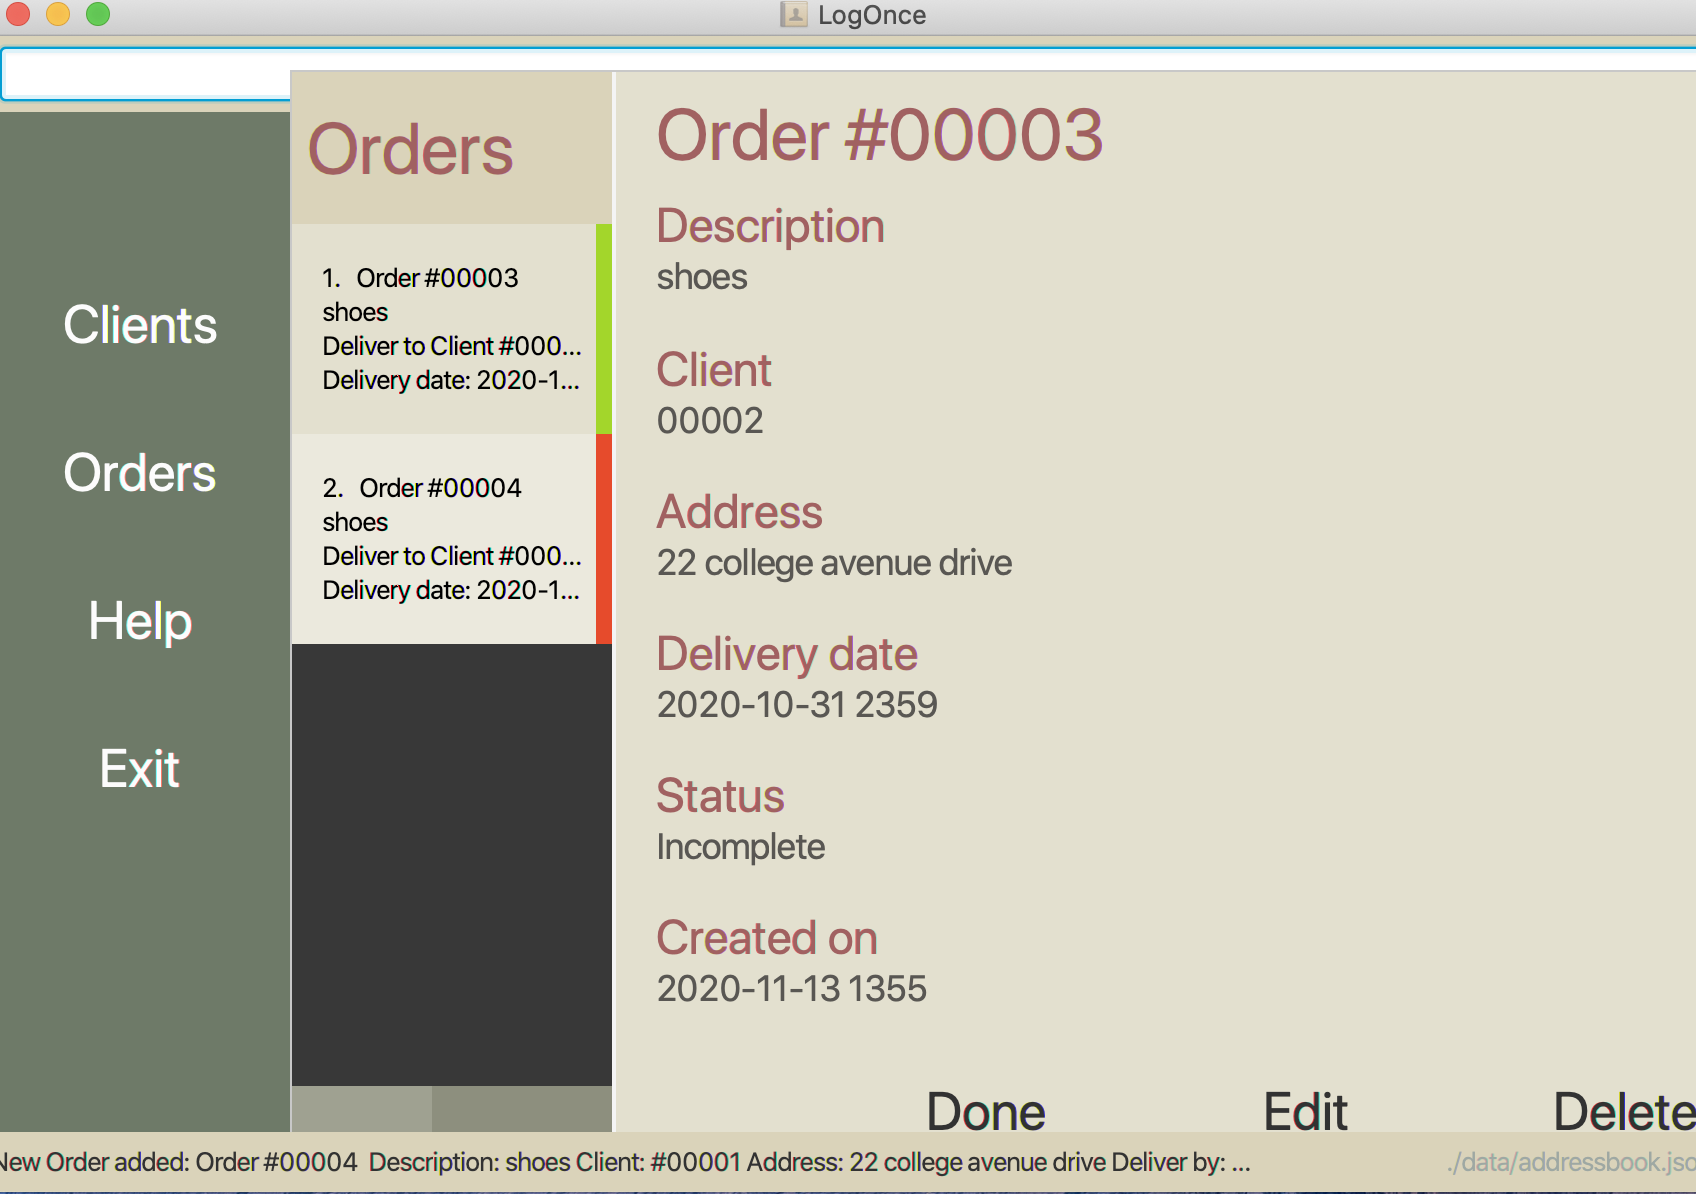 LogOnce
Clients
Orders
Help
Exit
Orders
1. Order #00003
shoes
Deliver to Client #000...
Delivery date: 2020-1...
2. Order #00004
shoes
Deliver to Client #000...
Delivery date: 2020-1...
Order #00003
Description
shoes
Client
00002
Address
22 college avenue drive
Delivery date
2020-10-31 2359
Status
Incomplete
Created on
2020-11-13 1355
Done Edit Delete
New Order added: Order #00004 Description: shoes Client: #00001 Address: 22 college avenue drive Deliver by: ...
./data/addressbook.jso